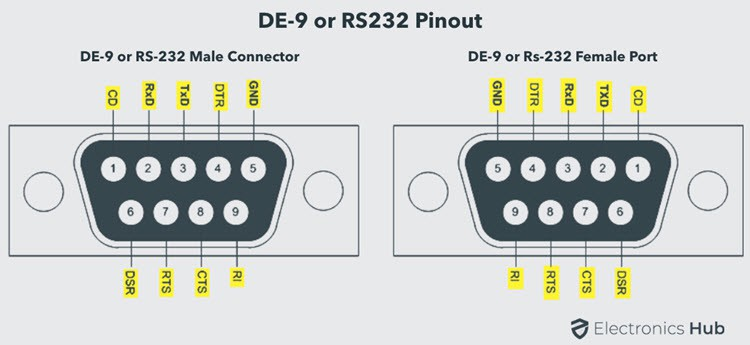 DE-9 or RS232 Pinout
DE-9 or RS-232 Male Connector
CD RxD TxD DTR GND
1 2 3 4 5
6 7 8 9
DSR RTS CTS RI
DE-9 or Rs-232 Female Port
GND DTR RxD TXD CD
5 4 3 2 1
9 8 7 6
RI RTS CTS DSR
Electronics Hub